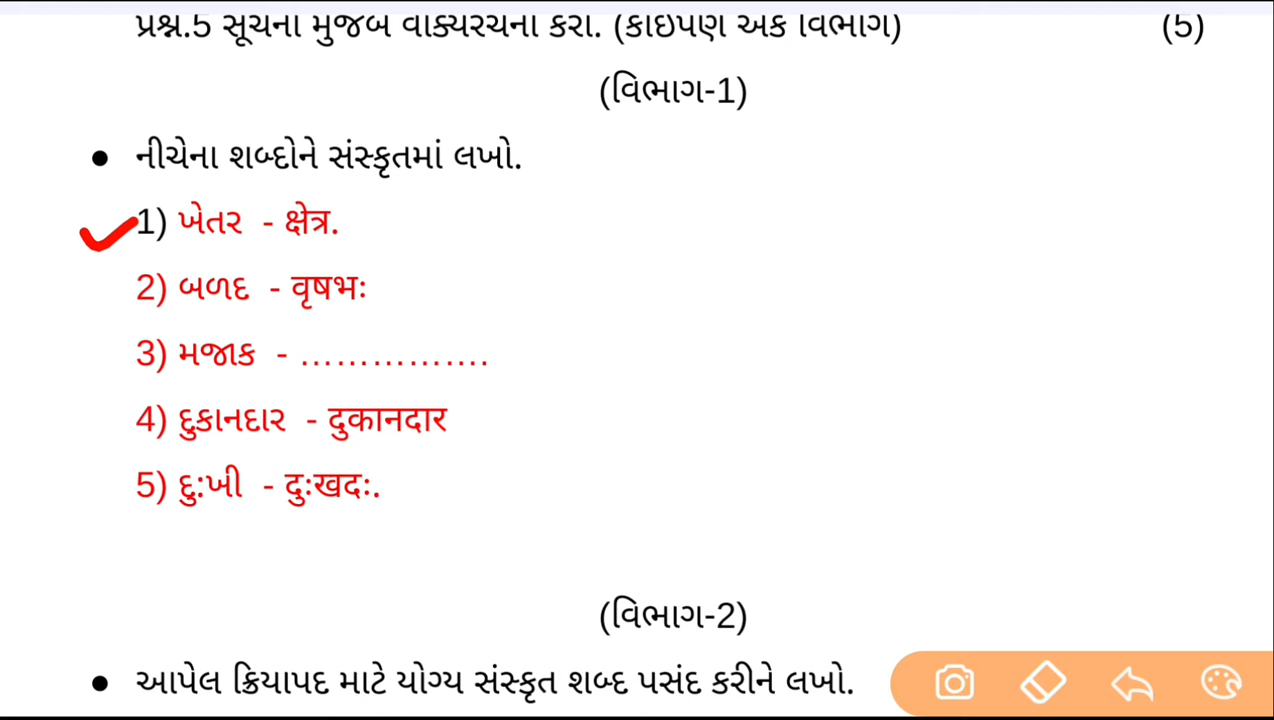 પ્રશ્ન.5 સૂચના મુજબ વાક્યરચના કરો. (કોઇપણ એક વિભાગ) (5)
(વિભાગ-1)
● નીચેના શબ્દોને સંસ્કૃતમાં લખો.
1) ખેતર - क्षेत्र.
2) બળદ - वृषभः
3) મજાક - ................
4) દુકાનદાર - दुकानदार
5) દુ:ખી - दुःखदः.
(વિભાગ-2)
● આપેલ ક્રિયાપદ માટે યોગ્ય સંસ્કૃત શબ્દ પસંદ કરીને લખો.